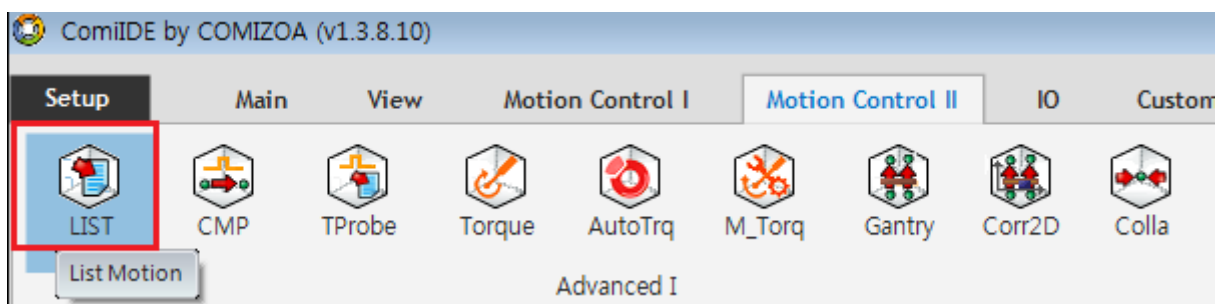 ComiIDE by COMIZOA (v1.3.8.10)
Setup Main View Motion Control I Motion Control II IO Custom
LIST CMP TProbe Torque AutoTrq M_Torq Gantry Corr2D Colla
List Motion
Advanced I